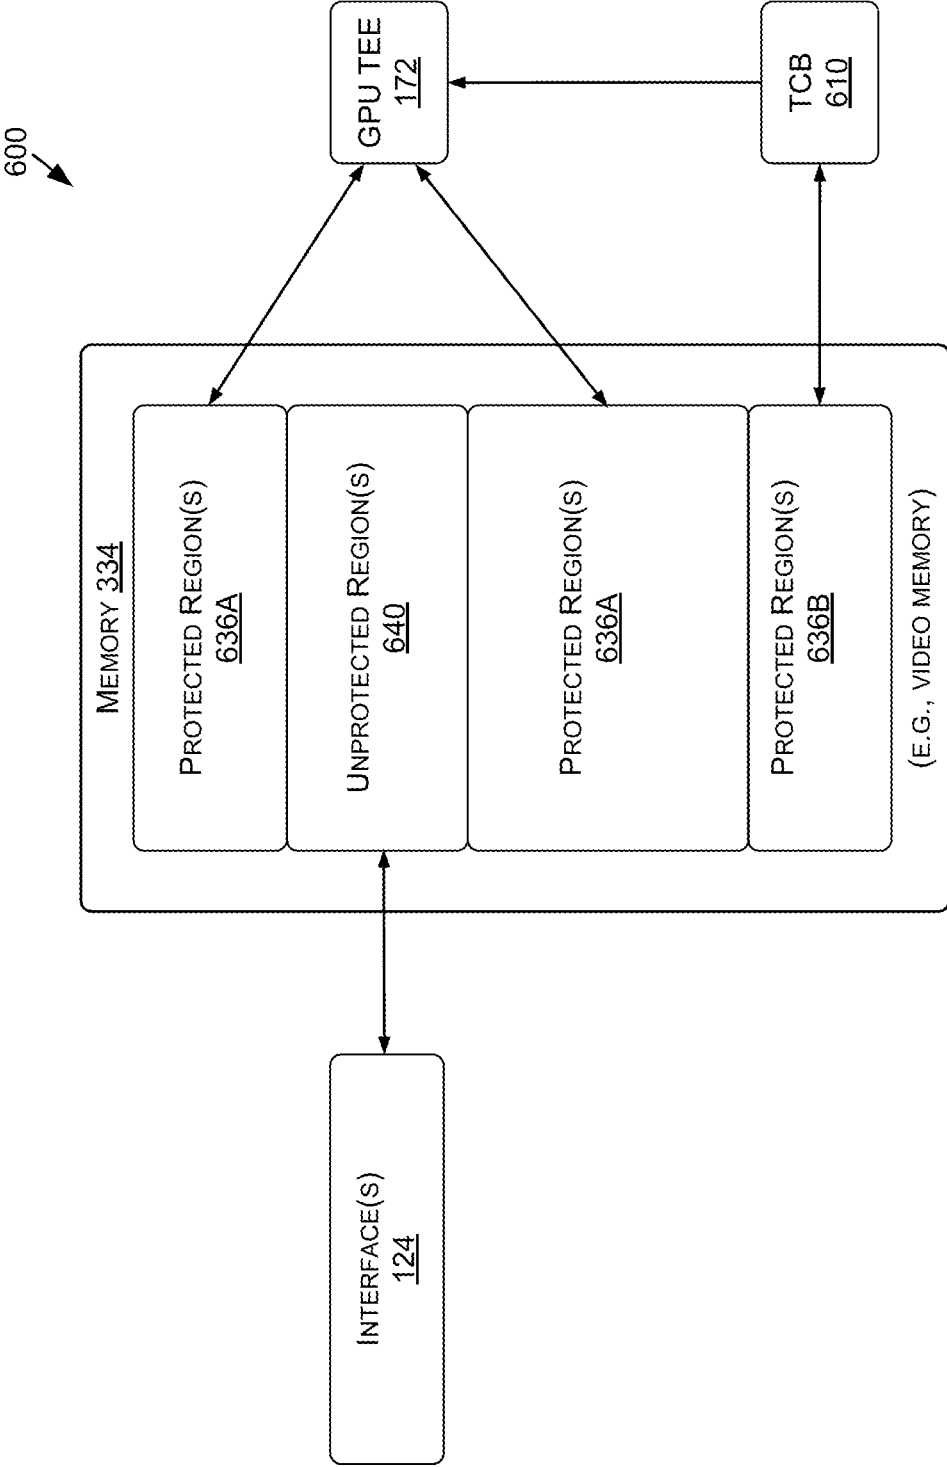 600
MEMORY 334
PROTECTED REGION(S)
636A
UNPROTECTED REGION(S)
640
PROTECTED REGION(S)
636A
PROTECTED REGION(S)
636B
(E.G., VIDEO MEMORY)
INTERFACE(S)
124
GPU TEE
172
TCB
610